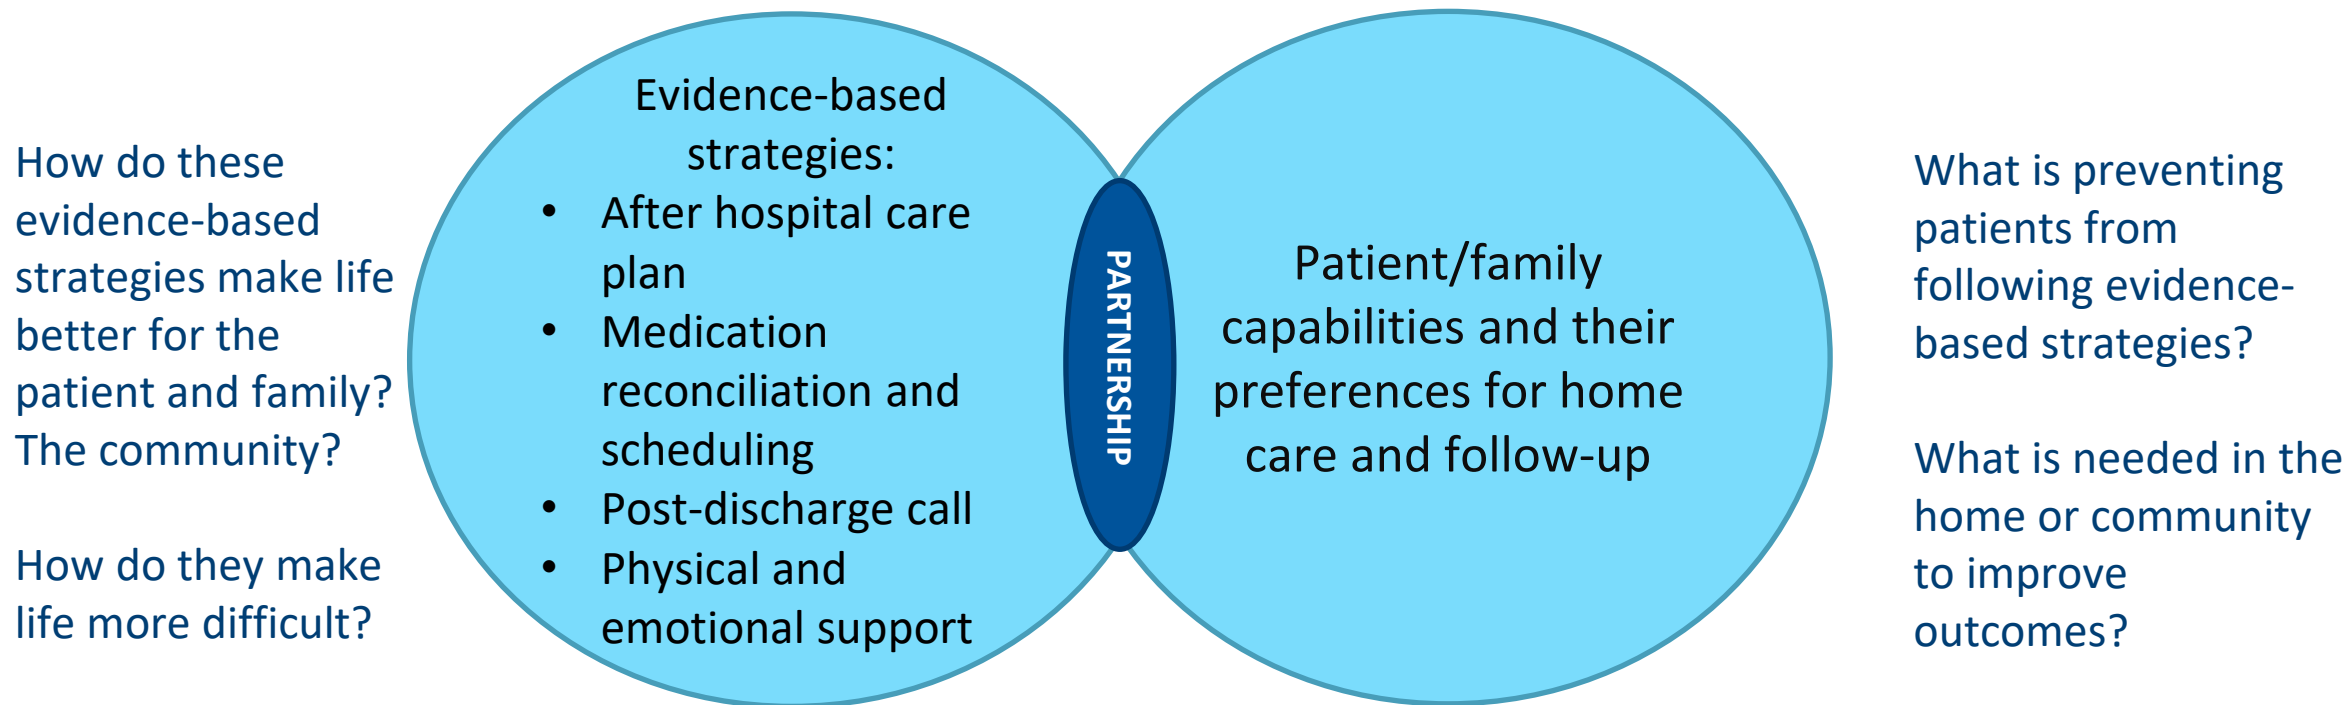 How do these
evidence-based
strategies make life
better for the
patient and family?
The community?
How do they make
life more difficult?
Evidence-based
strategies:
• After hospital care
plan
• Medication
reconciliation and
scheduling
• Post-discharge call
• Physical and
emotional support
PARTNERSHIP
Patient/family
capabilities and their
preferences for home
care and follow-up
What is preventing
patients from
following evidence-
based strategies?
What is needed in the
home or community
to improve
outcomes?